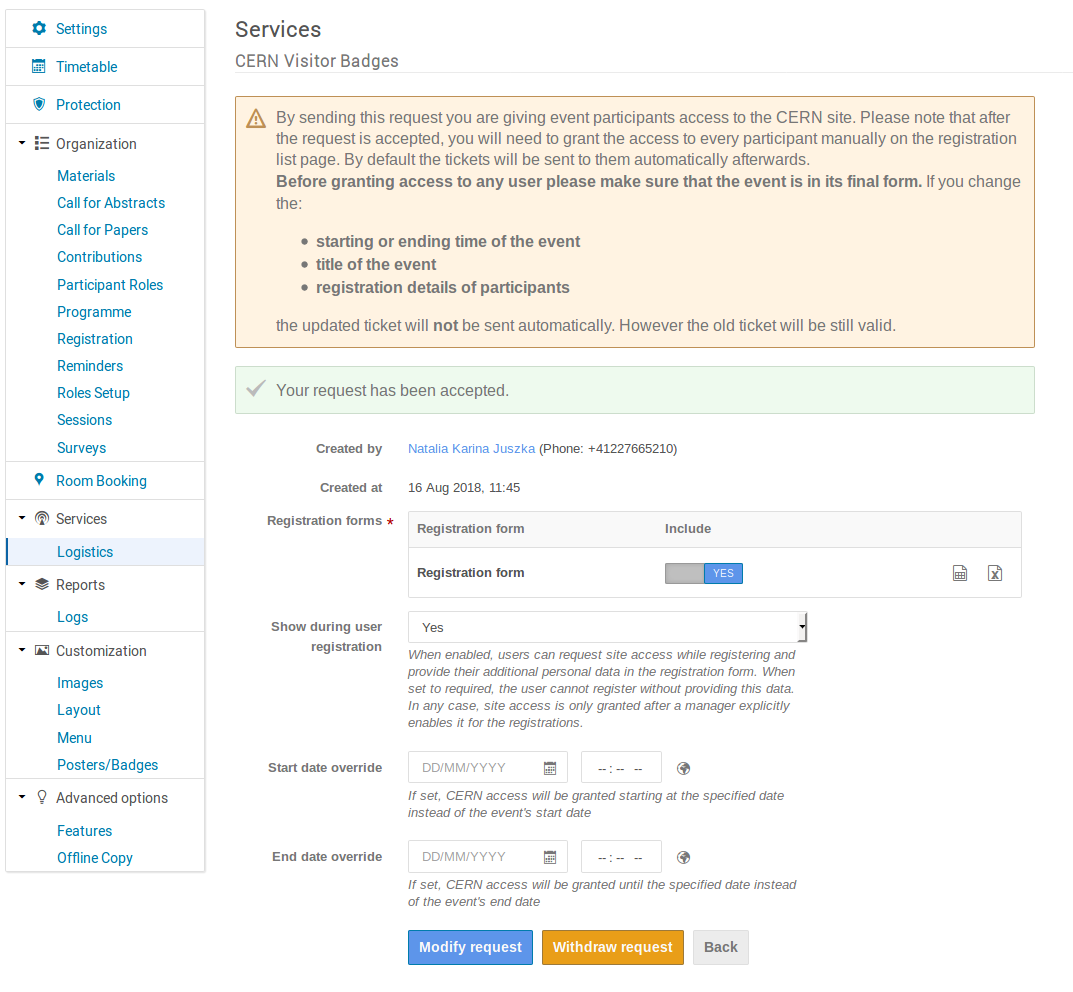 Settings
Timetable
Protection
Organization
Materials
Call for Abstracts
Call for Papers
Contributions
Participant Roles
Programme
Registration
Reminders
Roles Setup
Sessions
Surveys
Room Booking
Services
Logistics
Reports
Logs
Customization
Images
Layout
Menu
Posters/Badges
Advanced options
Features
Offline Copy
Services
CERN Visitor Badges
By sending this request you are giving event participants access to the CERN site. Please note that after
the request is accepted, you will need to grant the access to every participant manually on the registration
list page. By default the tickets will be sent to them automatically afterwards.
Before granting access to any user please make sure that the event is in its final form. If you change
the:
• starting or ending time of the event
• title of the event
• registration details of participants
the updated ticket will not be sent automatically. However the old ticket will be still valid.
Your request has been accepted.
Created by Natalia Karina Juszka (Phone: +41227665210)
Created at 16 Aug 2018, 11:45
Registration forms *
Registration form Include
Registration form YES
Show during user
registration
Yes
When enabled, users can request site access while registering and
provide their additional personal data in the registration form. When
set to required, the user cannot register without providing this data.
In any case, site access is only granted after a manager explicitly
enables it for the registrations.
Start date override DD/MM/YYYY -- : -- --
If set, CERN access will be granted starting at the specified date
instead of the event's start date
End date override DD/MM/YYYY -- : -- --
If set, CERN access will be granted until the specified date instead
of the event's end date
Modify request Withdraw request Back